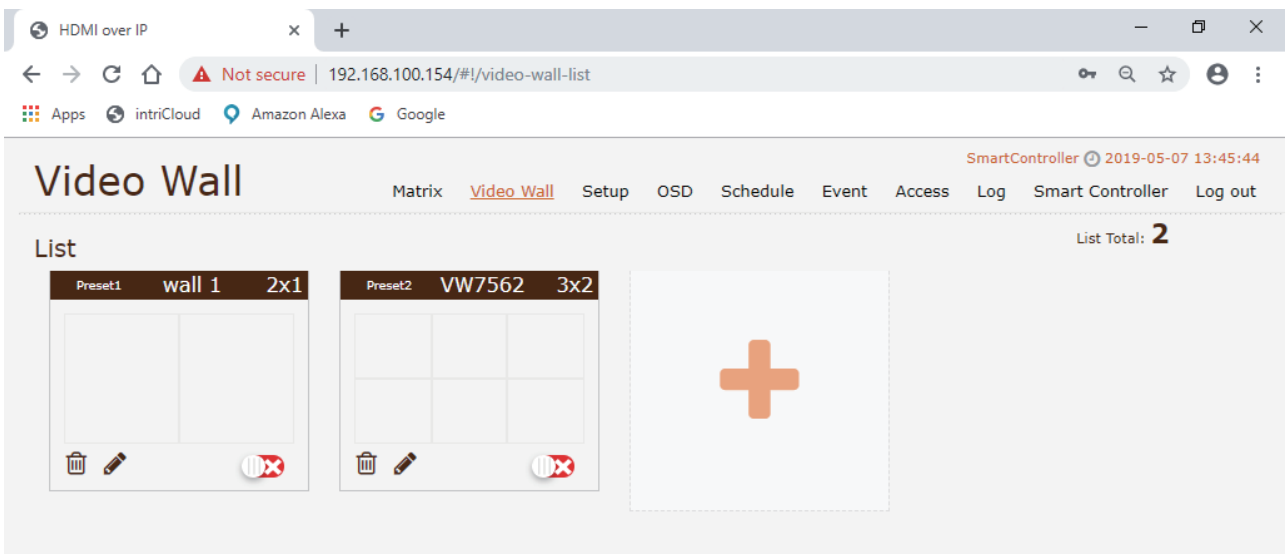 HDMI over IP
Not secure | 192.168.100.154/#!/video-wall-list
Apps intriCloud Amazon Alexa Google
SmartController 2019-05-07 13:45:44
Video Wall
Matrix Video Wall Setup OSD Schedule Event Access Log Smart Controller Log out
List
List Total: 2
Preset1 wall 1 2x1
Preset2 VW7562 3x2